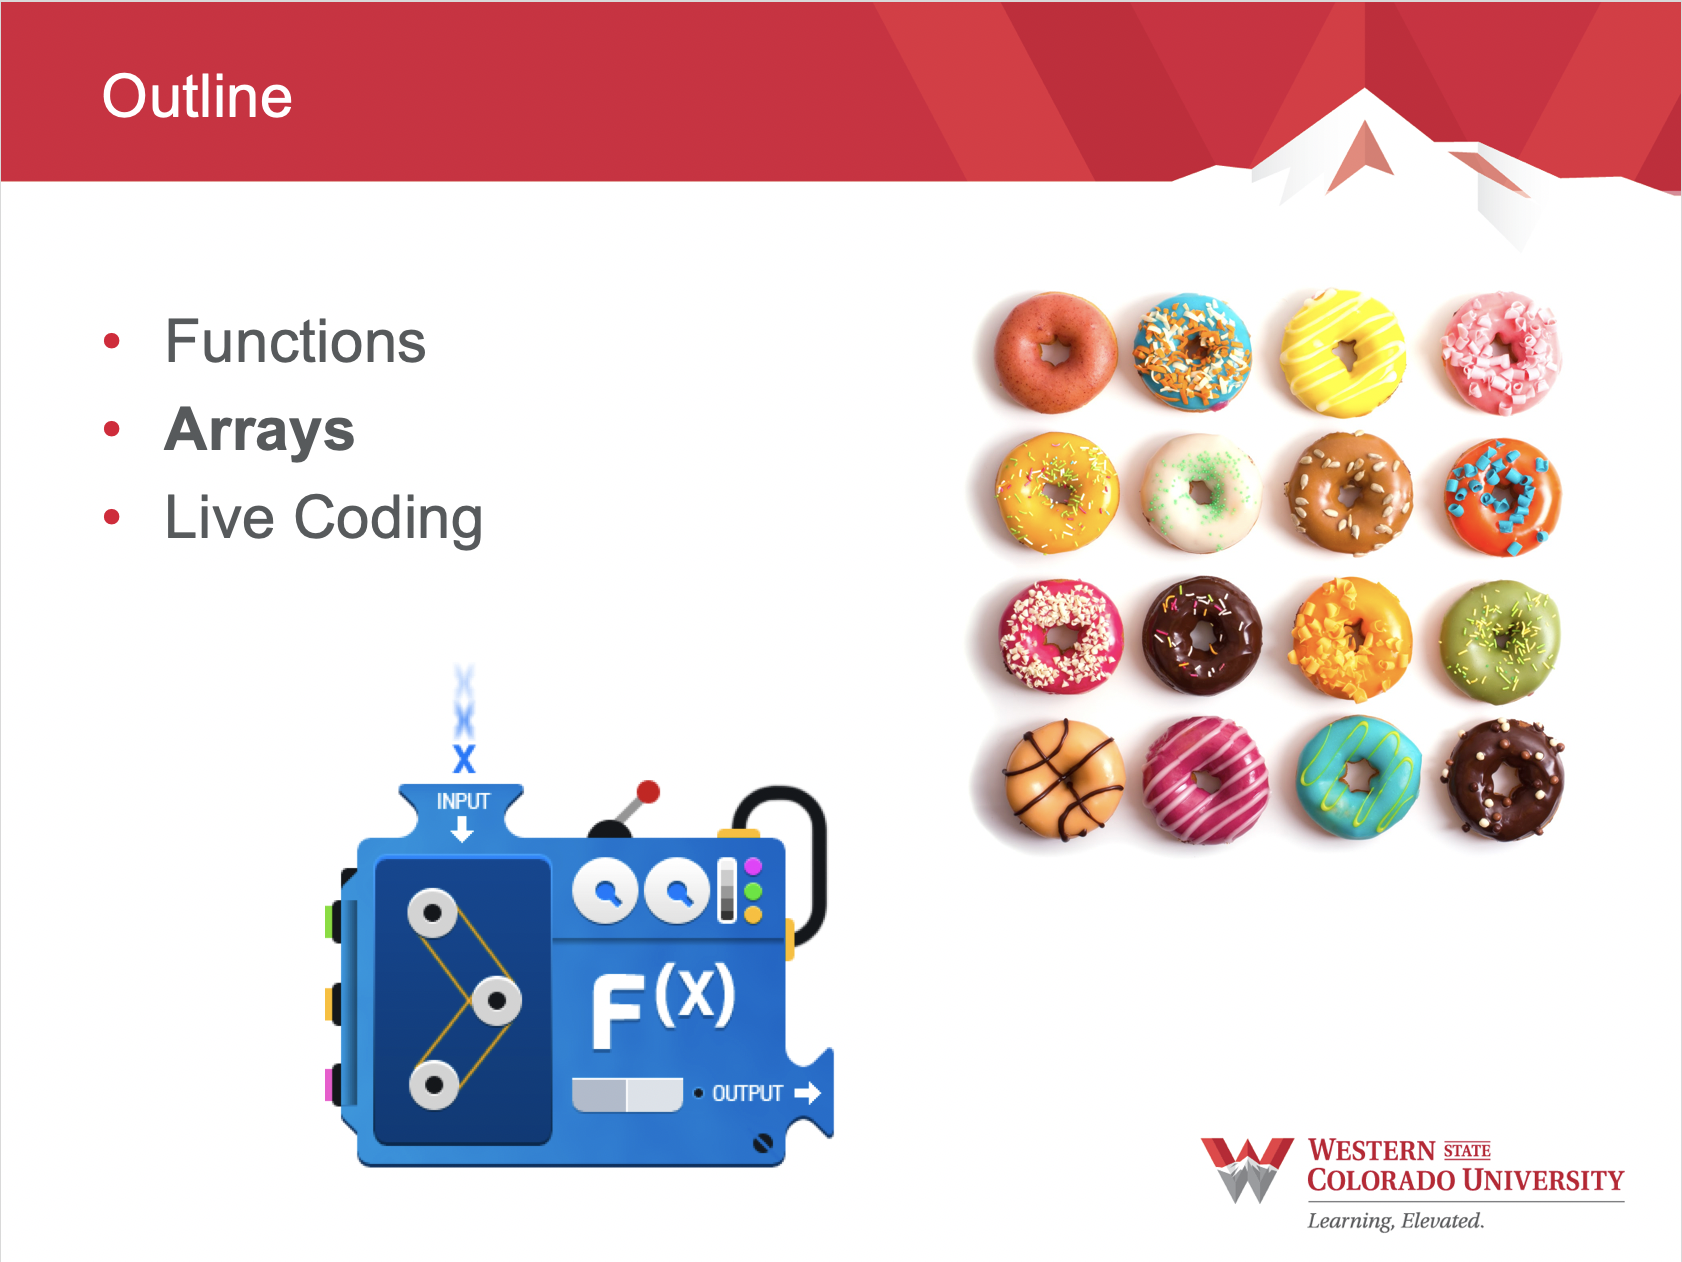 Outline
Functions
Arrays
Live Coding
X
X
X
INPUT
F(X)
OUTPUT
WESTERN STATE
COLORADO UNIVERSITY
Learning, Elevated.